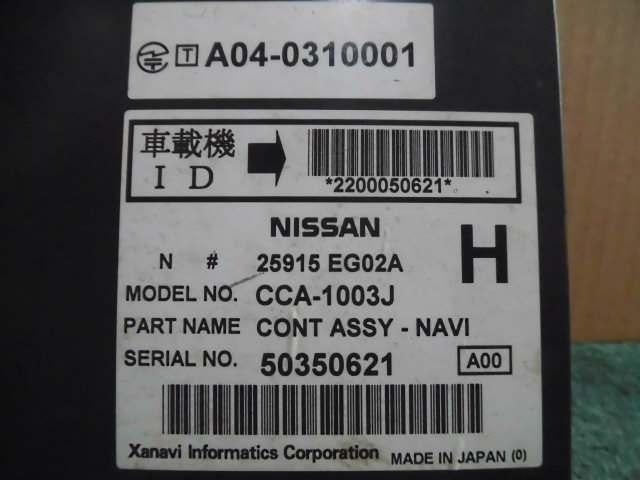 T A04-0310001
車載機
ID
*2200050621*
NISSAN
N # 25915 EG02A
H
MODEL NO. CCA-1003J
PART NAME CONT ASSY - NAVI
SERIAL NO. 50350621 A00
Xanavi Informatics Corporation MADE IN JAPAN (0)